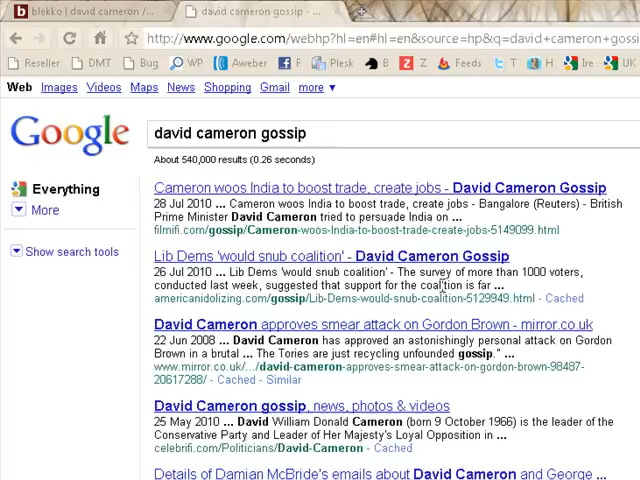 blekko | david cameron /...
david cameron gossip - ...
http://www.google.com/webhp?hl=en#hl=en&source=hp&q=david+cameron+gossi
Reseller DMT Bug WP Aweber F Plesk B Z Feeds T Ire U
Web Images Videos Maps News Shopping Gmail more ▼
Google
david cameron gossip
About 540,000 results (0.26 seconds)
Everything
More
Show search tools
Cameron woos India to boost trade, create jobs - David Cameron Gossip
28 Jul 2010 ... Cameron woos India to boost trade, create jobs - Bangalore (Reuters) - British
Prime Minister David Cameron tried to persuade India on ...
filmifi.com/gossip/Cameron-woos-India-to-boost-trade-create-jobs-5149099.html
Lib Dems 'would snub coalition' - David Cameron Gossip
26 Jul 2010 ... Lib Dems 'would snub coalition' - The survey of more than 1000 voters,
conducted last week, suggested that support for the coalition is far ...
americanidolizing.com/gossip/Lib-Dems-would-snub-coalition-5129949.html - Cached
David Cameron approves smear attack on Gordon Brown - mirror.co.uk
22 Jun 2008 ... David Cameron has approved an astonishingly personal attack on Gordon
Brown in a brutal ... The Tories are just recycling unfounded gossip." ...
www.mirror.co.uk/.../david-cameron-approves-smear-attack-on-gordon-brown-98487-
20617288/ - Cached - Similar
David Cameron gossip, news, photos & videos
25 May 2010 ... David William Donald Cameron (born 9 October 1966) is the leader of the
Conservative Party and Leader of Her Majesty's Loyal Opposition in ...
celebrifi.com/Politicians/David-Cameron - Cached
Details of Damian McBride's emails about David Cameron and George ...